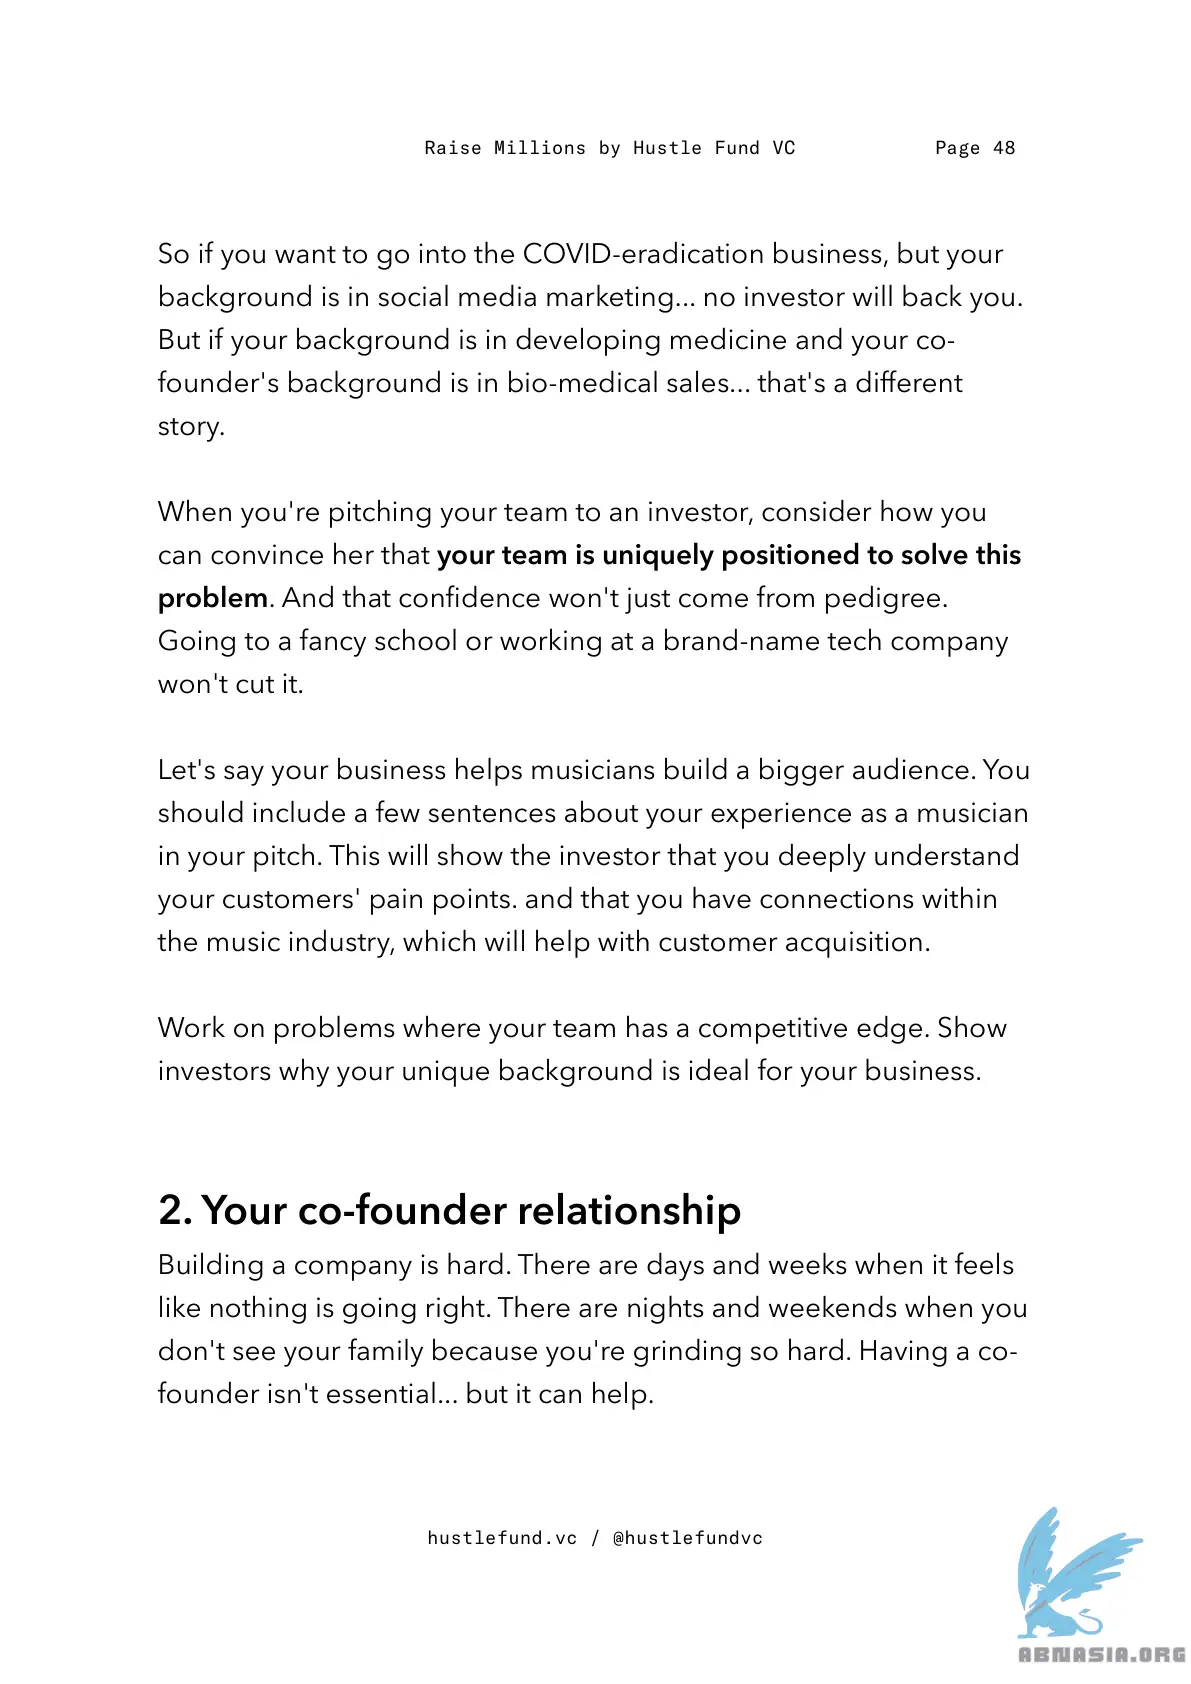 Raise Millions by Hustle Fund VC Page 48
So if you want to go into the COVID-eradication business, but your
background is in social media marketing... no investor will back you.
But if your background is in developing medicine and your co-
founder's background is in bio-medical sales... that's a different
story.
When you're pitching your team to an investor, consider how you
can convince her that your team is uniquely positioned to solve this
problem. And that confidence won't just come from pedigree.
Going to a fancy school or working at a brand-name tech company
won't cut it.
Let's say your business helps musicians build a bigger audience. You
should include a few sentences about your experience as a musician
in your pitch. This will show the investor that you deeply understand
your customers' pain points. and that you have connections within
the music industry, which will help with customer acquisition.
Work on problems where your team has a competitive edge. Show
investors why your unique background is ideal for your business.
2. Your co-founder relationship
Building a company is hard. There are days and weeks when it feels
like nothing is going right. There are nights and weekends when you
don't see your family because you're grinding so hard. Having a co-
founder isn't essential... but it can help.
hustlefund.vc / @hustlefundvc
ABNASIA.ORG